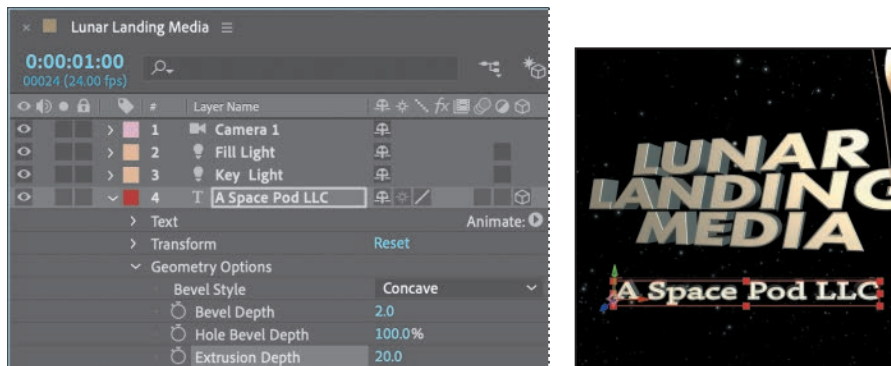 × Lunar Landing Media
0:00:01:00
00024 (24.00 fps)
# Layer Name fx
1 Camera 1
2 Fill Light
3 Key Light
4 T A Space Pod LLC
Text Animate:
Transform Reset
Geometry Options
Bevel Style Concave
Bevel Depth 2.0
Hole Bevel Depth 100.0%
Extrusion Depth 20.0
LUNAR
LANDING
MEDIA
A Space Pod LLC